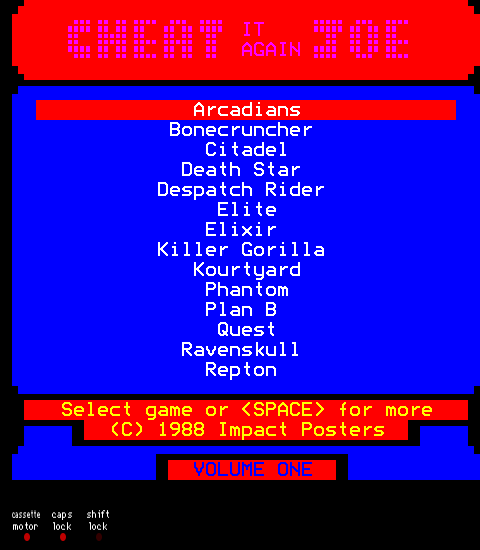 CHEAT IT AGAIN JOE
Arcadians
Bonecruncher
Citadel
Death Star
Despatch Rider
Elite
Elixir
Killer Gorilla
Kourtyard
Phantom
Plan B
Quest
Ravenskull
Repton
Select game or <SPACE> for more
(C) 1988 Impact Posters
VOLUME ONE
cassette motor caps lock shift lock